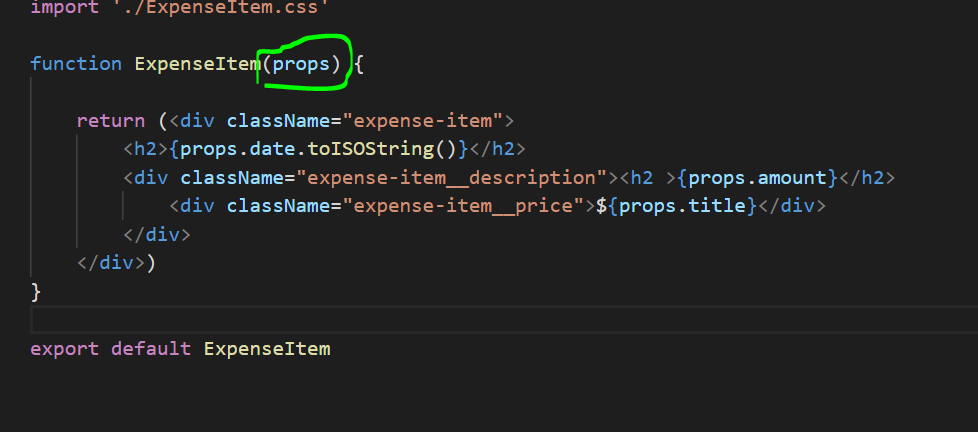 import './ExpenseItem.css'
function ExpenseItem(props) {
return (<div className="expense-item">
<h2>{props.date.toISOString()}</h2>
<div className="expense-item__description"><h2 >{props.amount}</h2>
<div className="expense-item__price">${props.title}</div>
</div>
</div>)
}
export default ExpenseItem